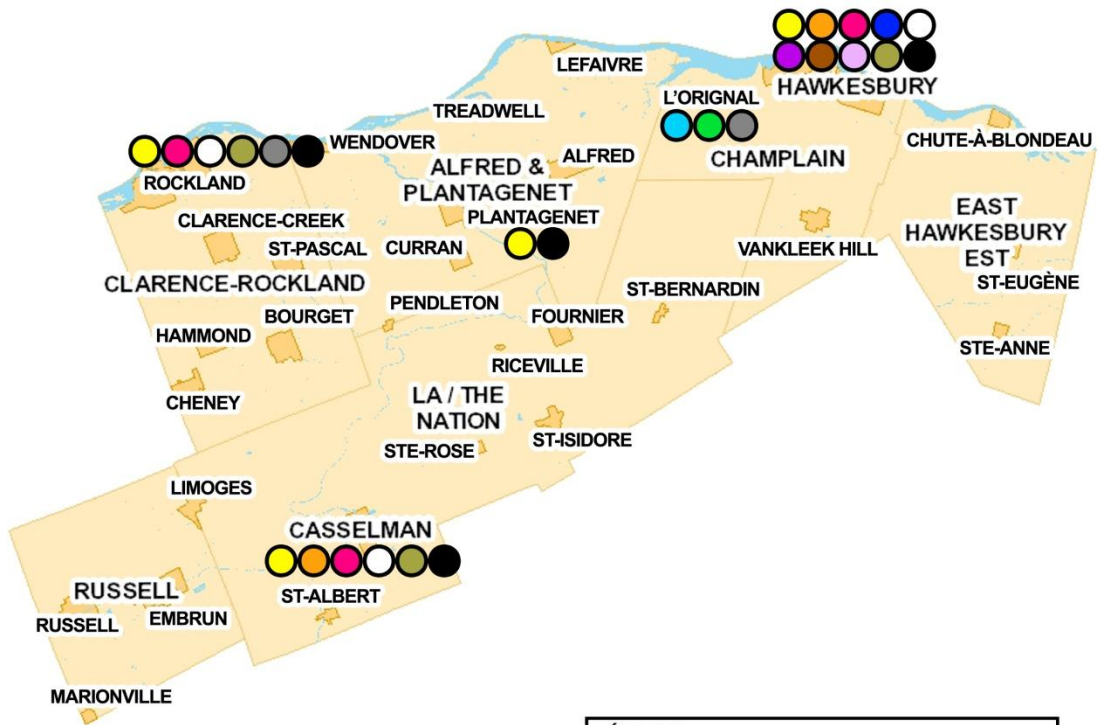 LEFAIVRE
HAWKESBURY
L'ORIGNAL
TREADWELL
WENDOVER
CHUTE-À-BLONDEAU
ALFRED
CHAMPLAIN
ALFRED &
PLANTAGENET
ROCKLAND
PLANTAGENET
CLARENCE-CREEK
EAST
HAWKESBURY
EST
ST-PASCAL
CURRAN
VANKLEEK HILL
CLARENCE-ROCKLAND
ST-EUGÈNE
ST-BERNARDIN
PENDLETON
BOURGET
FOURNIER
HAMMOND
STE-ANNE
RICEVILLE
CHENEY
LA / THE
NATION
ST-ISIDORE
STE-ROSE
LIMOGES
CASSELMAN
RUSSELL
ST-ALBERT
RUSSELL
EMBRUN
MARIONVILLE